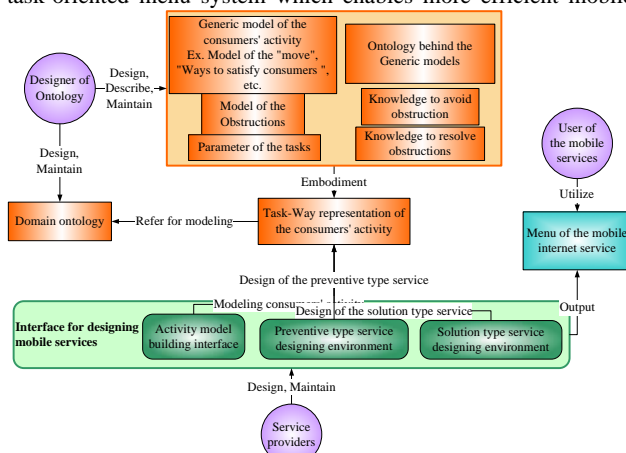 task-oriented menu system which enables more efficient mobile
Generic model of
the consumers' activity
Ex. Model of the "move",
"Ways to satisfy consumers ",
etc.
Ontology behind the
Generic models
Designer of
Ontology
Design,
Describe,
Maintain
Model of the
Obstructions
Knowledge to avoid
obstruction
Parameter of the tasks
Knowledge to resolve
obstructions
User of
the mobile
services
Design,
Maintain
Embodiment
Utilize
Domain ontology
Refer for modeling
Task-Way representation of
the consumers' activity
Menu of the mobile
internet service
Design of the preventive type service
Modeling consumers' activity
Design of the solution type service
Output
Interface for designing
mobile services
Activity model
building interface
Preventive type service
designing environment
Solution type service
designing environment
Design, Maintain
Service
providers